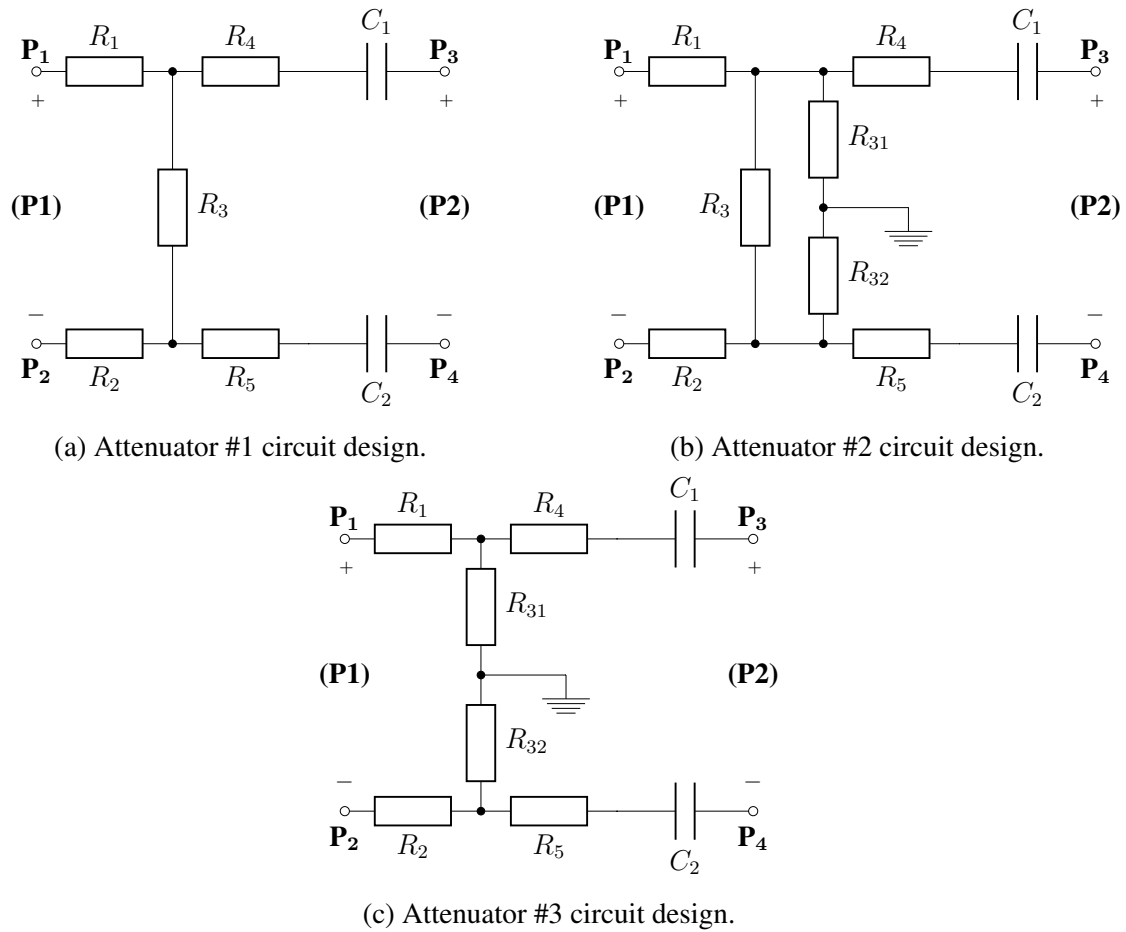 C₁ C₁
P₁ R₁ R₄ P₃ P₁ R₁ R₄ P₃
+ + + +
R₃₁
(P1) R₃ (P2) (P1) R₃ (P2)
R₃₂
− − − −
P₂ R₂ R₅ P₄ P₂ R₂ R₅ P₄
C₂ C₂
(a) Attenuator #1 circuit design. (b) Attenuator #2 circuit design.
C₁
P₁ R₁ R₄ P₃
+ +
R₃₁
(P1) (P2)
R₃₂
− −
P₂ R₂ R₅ P₄
C₂
(c) Attenuator #3 circuit design.